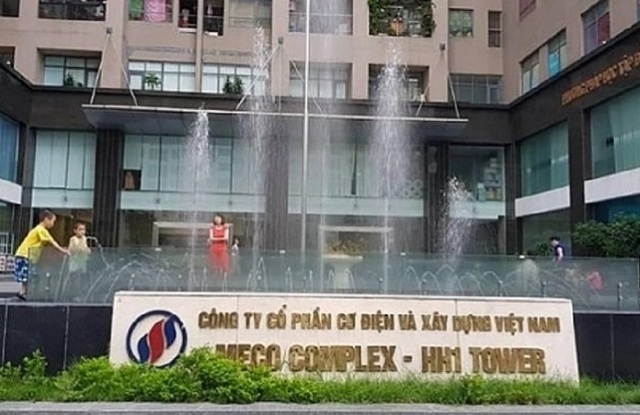 CÔNG TY CỔ PHẦN CƠ ĐIỆN VÀ XÂY DỰNG VIỆT NAM
MECO COMPLEX - HH1 TOWER